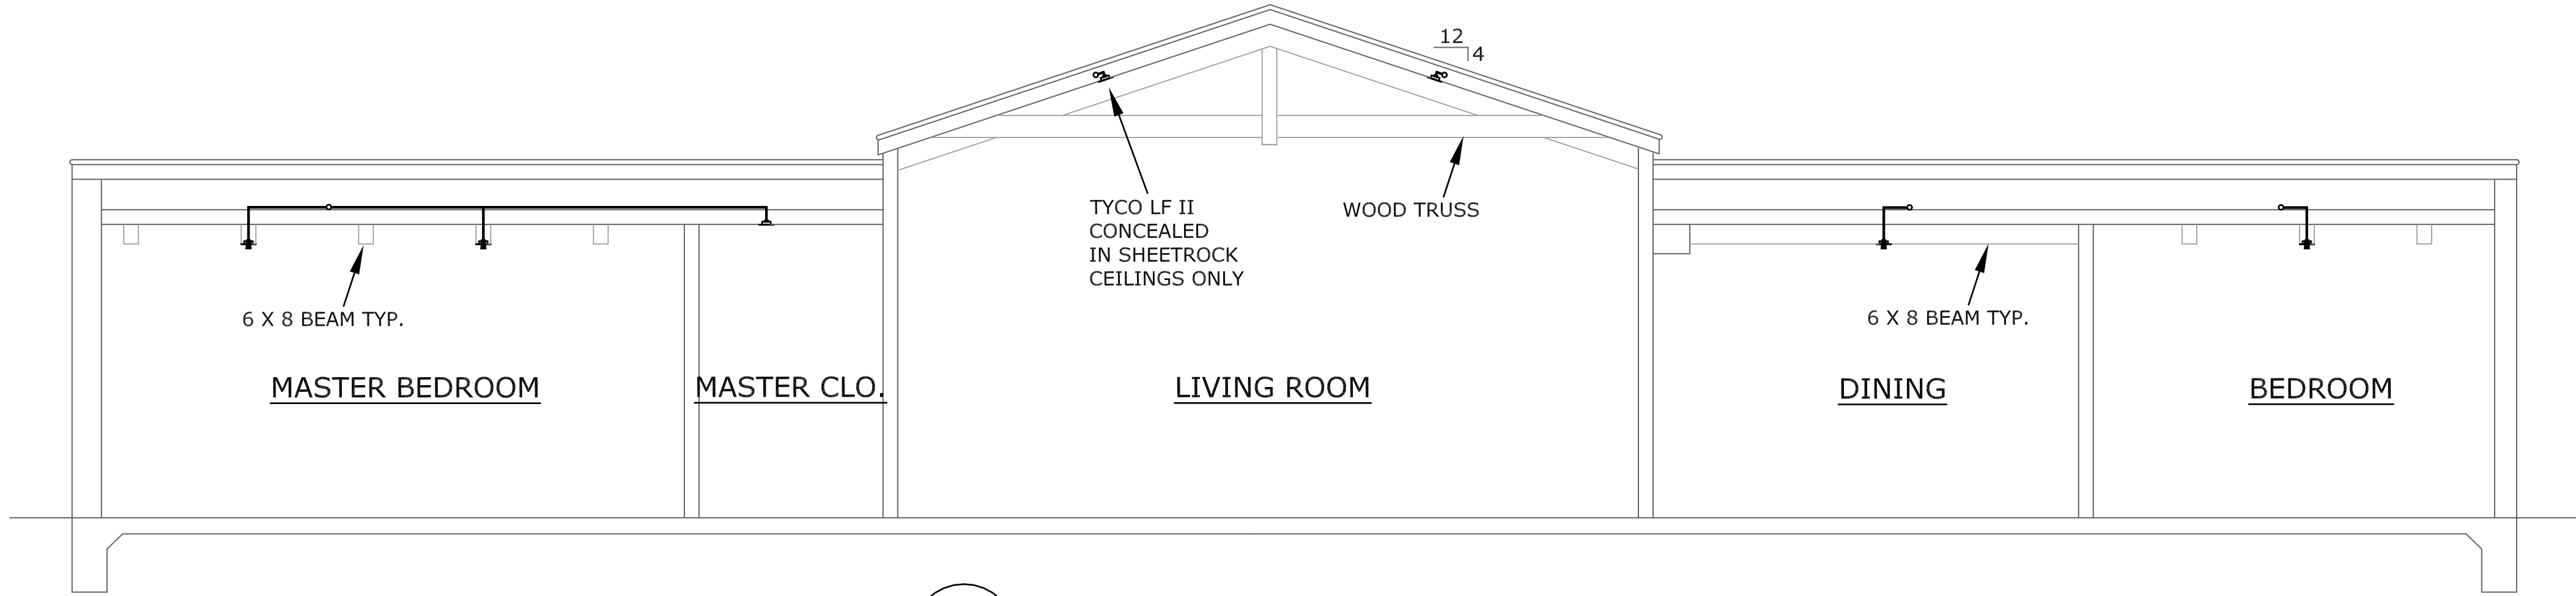 12
4
TYCO LF II
CONCEALED
IN SHEETROCK
CEILINGS ONLY
WOOD TRUSS
6 X 8 BEAM TYP.
6 X 8 BEAM TYP.
MASTER BEDROOM
MASTER CLO.
LIVING ROOM
DINING
BEDROOM